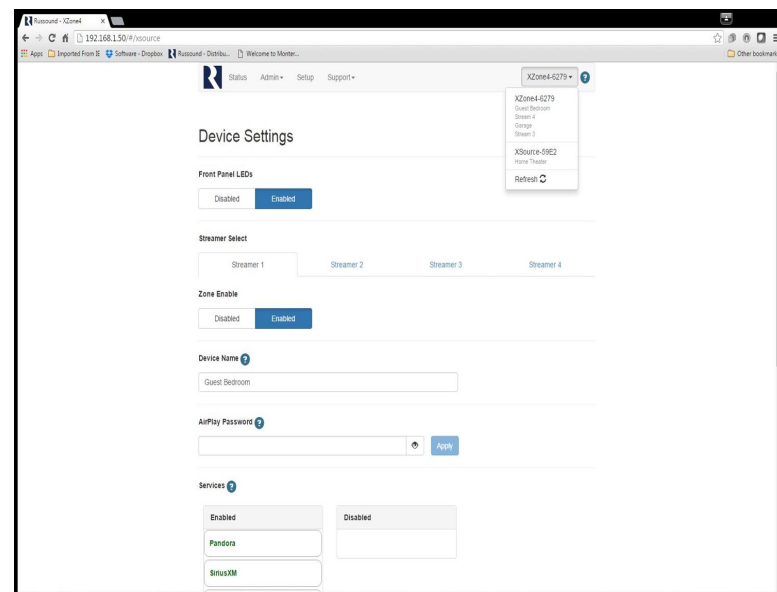 Russound - XZone4
192.168.1.50/#/xsource
Apps Imported From IE Software - Dropbox Russound - Distribu... Welcome to Monter... Other bookmark
R Status Admin Setup Support XZone4-6279
XZone4-6279
Guest Bedroom
Stream 4
Garage
Stream 3
XSource-59E2
Home Theater
Refresh
Device Settings
Front Panel LEDs
Disabled Enabled
Streamer Select
Streamer 1 Streamer 2 Streamer 3 Streamer 4
Zone Enable
Disabled Enabled
Device Name ?
Guest Bedroom
AirPlay Password ?
Apply
Services ?
Enabled Disabled
Pandora
SiriusXM